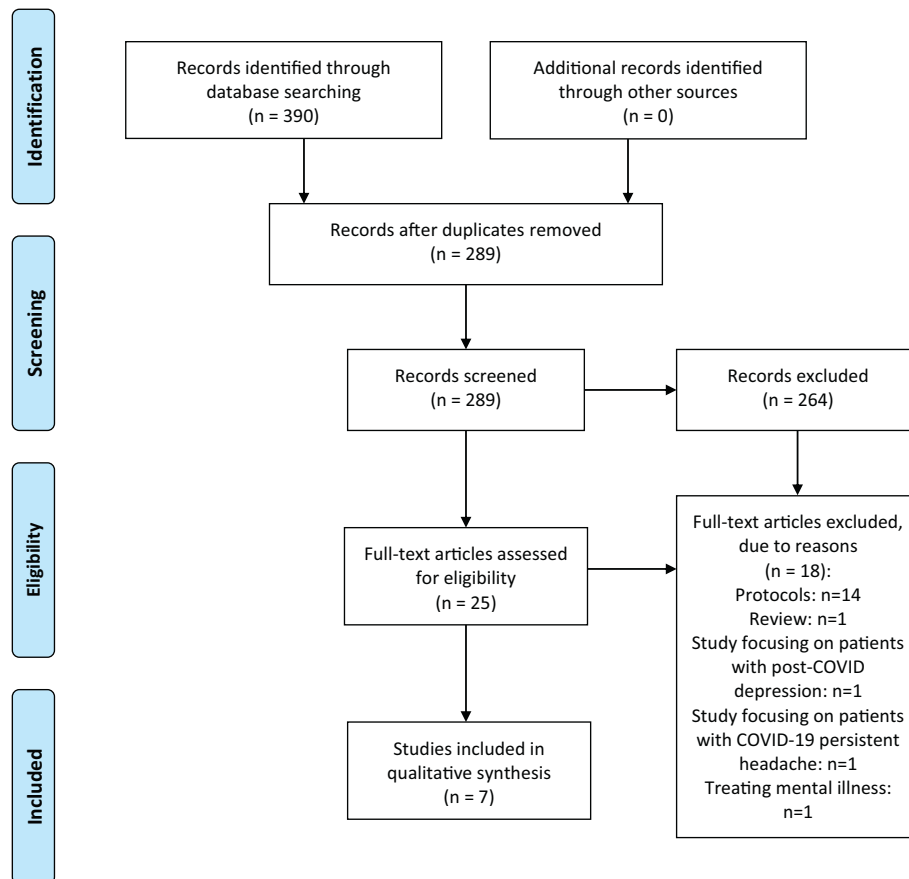 Identification
Records identified through
database searching
(n = 390)
Additional records identified
through other sources
(n = 0)
Records after duplicates removed
(n = 289)
Screening
Records screened
(n = 289)
Records excluded
(n = 264)
Eligibility
Full-text articles assessed
for eligibility
(n = 25)
Full-text articles excluded,
due to reasons
(n = 18):
Protocols: n=14
Review: n=1
Study focusing on patients
with post-COVID
depression: n=1
Study focusing on patients
with COVID-19 persistent
headache: n=1
Treating mental illness:
n=1
Included
Studies included in
qualitative synthesis
(n = 7)